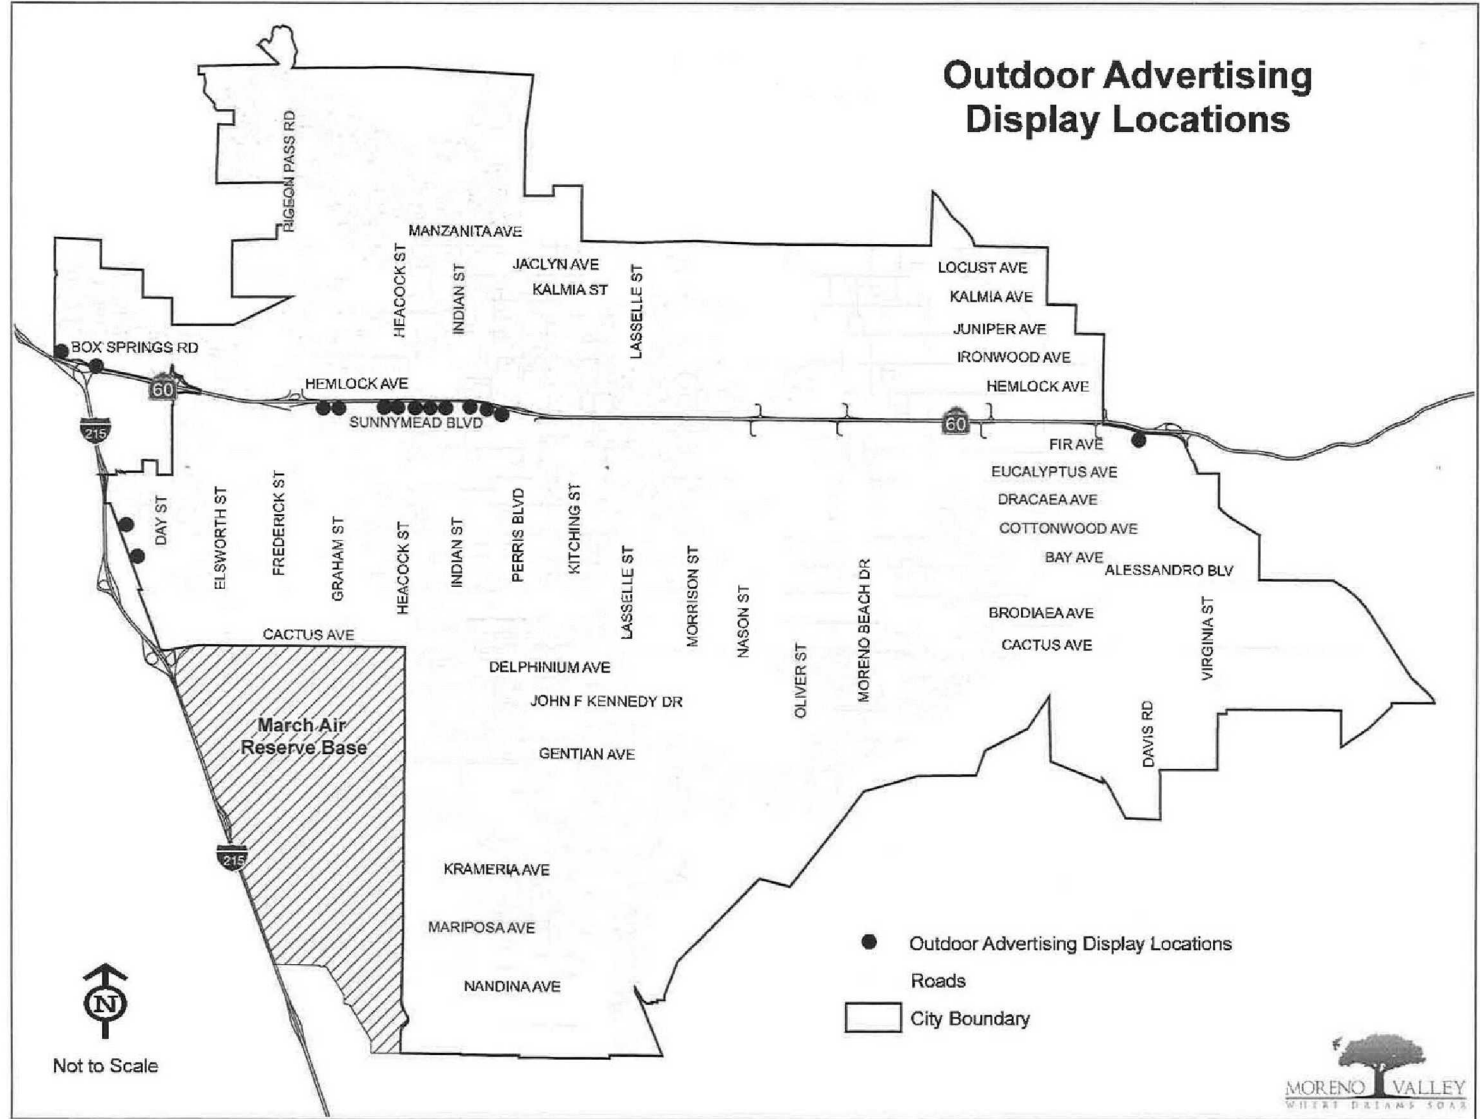 Outdoor Advertising
Display Locations
PIGEON PASS RD
MANZANITA AVE
HEACOCK ST
INDIAN ST
JACLYN AVE
KALMIA ST
LASSELLE ST
LOCUST AVE
KALMIA AVE
JUNIPER AVE
IRONWOOD AVE
HEMLOCK AVE
BOX SPRINGS RD
60
HEMLOCK AVE
SUNNYMEAD BLVD
60
215
FIR AVE
EUCALYPTUS AVE
DRACAEA AVE
COTTONWOOD AVE
BAY AVE
ALESSANDRO BLV
DAY ST
ELSWORTH ST
FREDERICK ST
GRAHAM ST
HEACOCK ST
INDIAN ST
PERRIS BLVD
KITCHING ST
LASSELLE ST
MORRISON ST
NASON ST
OLIVER ST
MORENO BEACH DR
BRODIAEA AVE
CACTUS AVE
VIRGINIA ST
DAVIS RD
CACTUS AVE
DELPHINIUM AVE
JOHN F KENNEDY DR
GENTIAN AVE
March Air
Reserve Base
215
KRAMERIA AVE
MARIPOSA AVE
NANDINA AVE
Outdoor Advertising Display Locations
Roads
City Boundary
N
Not to Scale
MORENO VALLEY
WHERE DREAMS SOAR